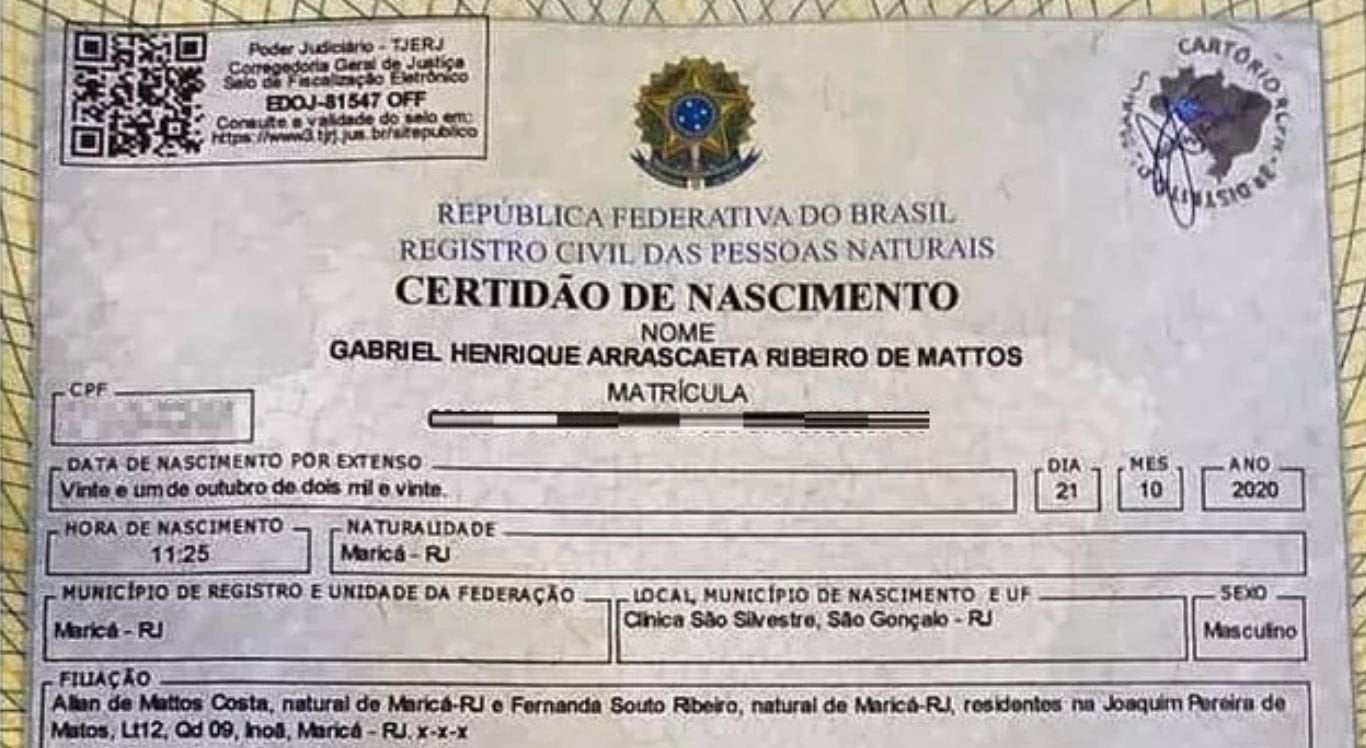 Poder Judiciário - TJERJ
Corregedoria Geral de Justiça
Selo de Fiscalização Eletrônico
EDOJ-81547 OFF
Consulte a validade do selo em:
https://www3.tjrj.jus.br/sitepublico
CARTÓRIO RCPN - 2º DISTRITO
REPÚBLICA FEDERATIVA DO BRASIL
REGISTRO CIVIL DAS PESSOAS NATURAIS
CERTIDÃO DE NASCIMENTO
NOME
GABRIEL HENRIQUE ARRASCAETA RIBEIRO DE MATTOS
CPF
MATRÍCULA
DATA DE NASCIMENTO POR EXTENSO
DIA
MES
ANO
Vinte e um de outubro de dois mil e vinte.
21
10
2020
HORA DE NASCIMENTO
NATURALIDADE
11:25
Maricá - RJ
MUNICÍPIO DE REGISTRO E UNIDADE DA FEDERAÇÃO
LOCAL, MUNICÍPIO DE NASCIMENTO E UF
SEXO
Maricá - RJ
Clínica São Silvestre, São Gonçalo - RJ
Masculino
FILIAÇÃO
Allan de Mattos Costa, natural de Maricá-RJ e Fernanda Souto Ribeiro, natural de Maricá-RJ, residentes na Joaquim Pereira de
Matos, Lt12, Qd 09, Inoã, Maricá - RJ. x-x-x